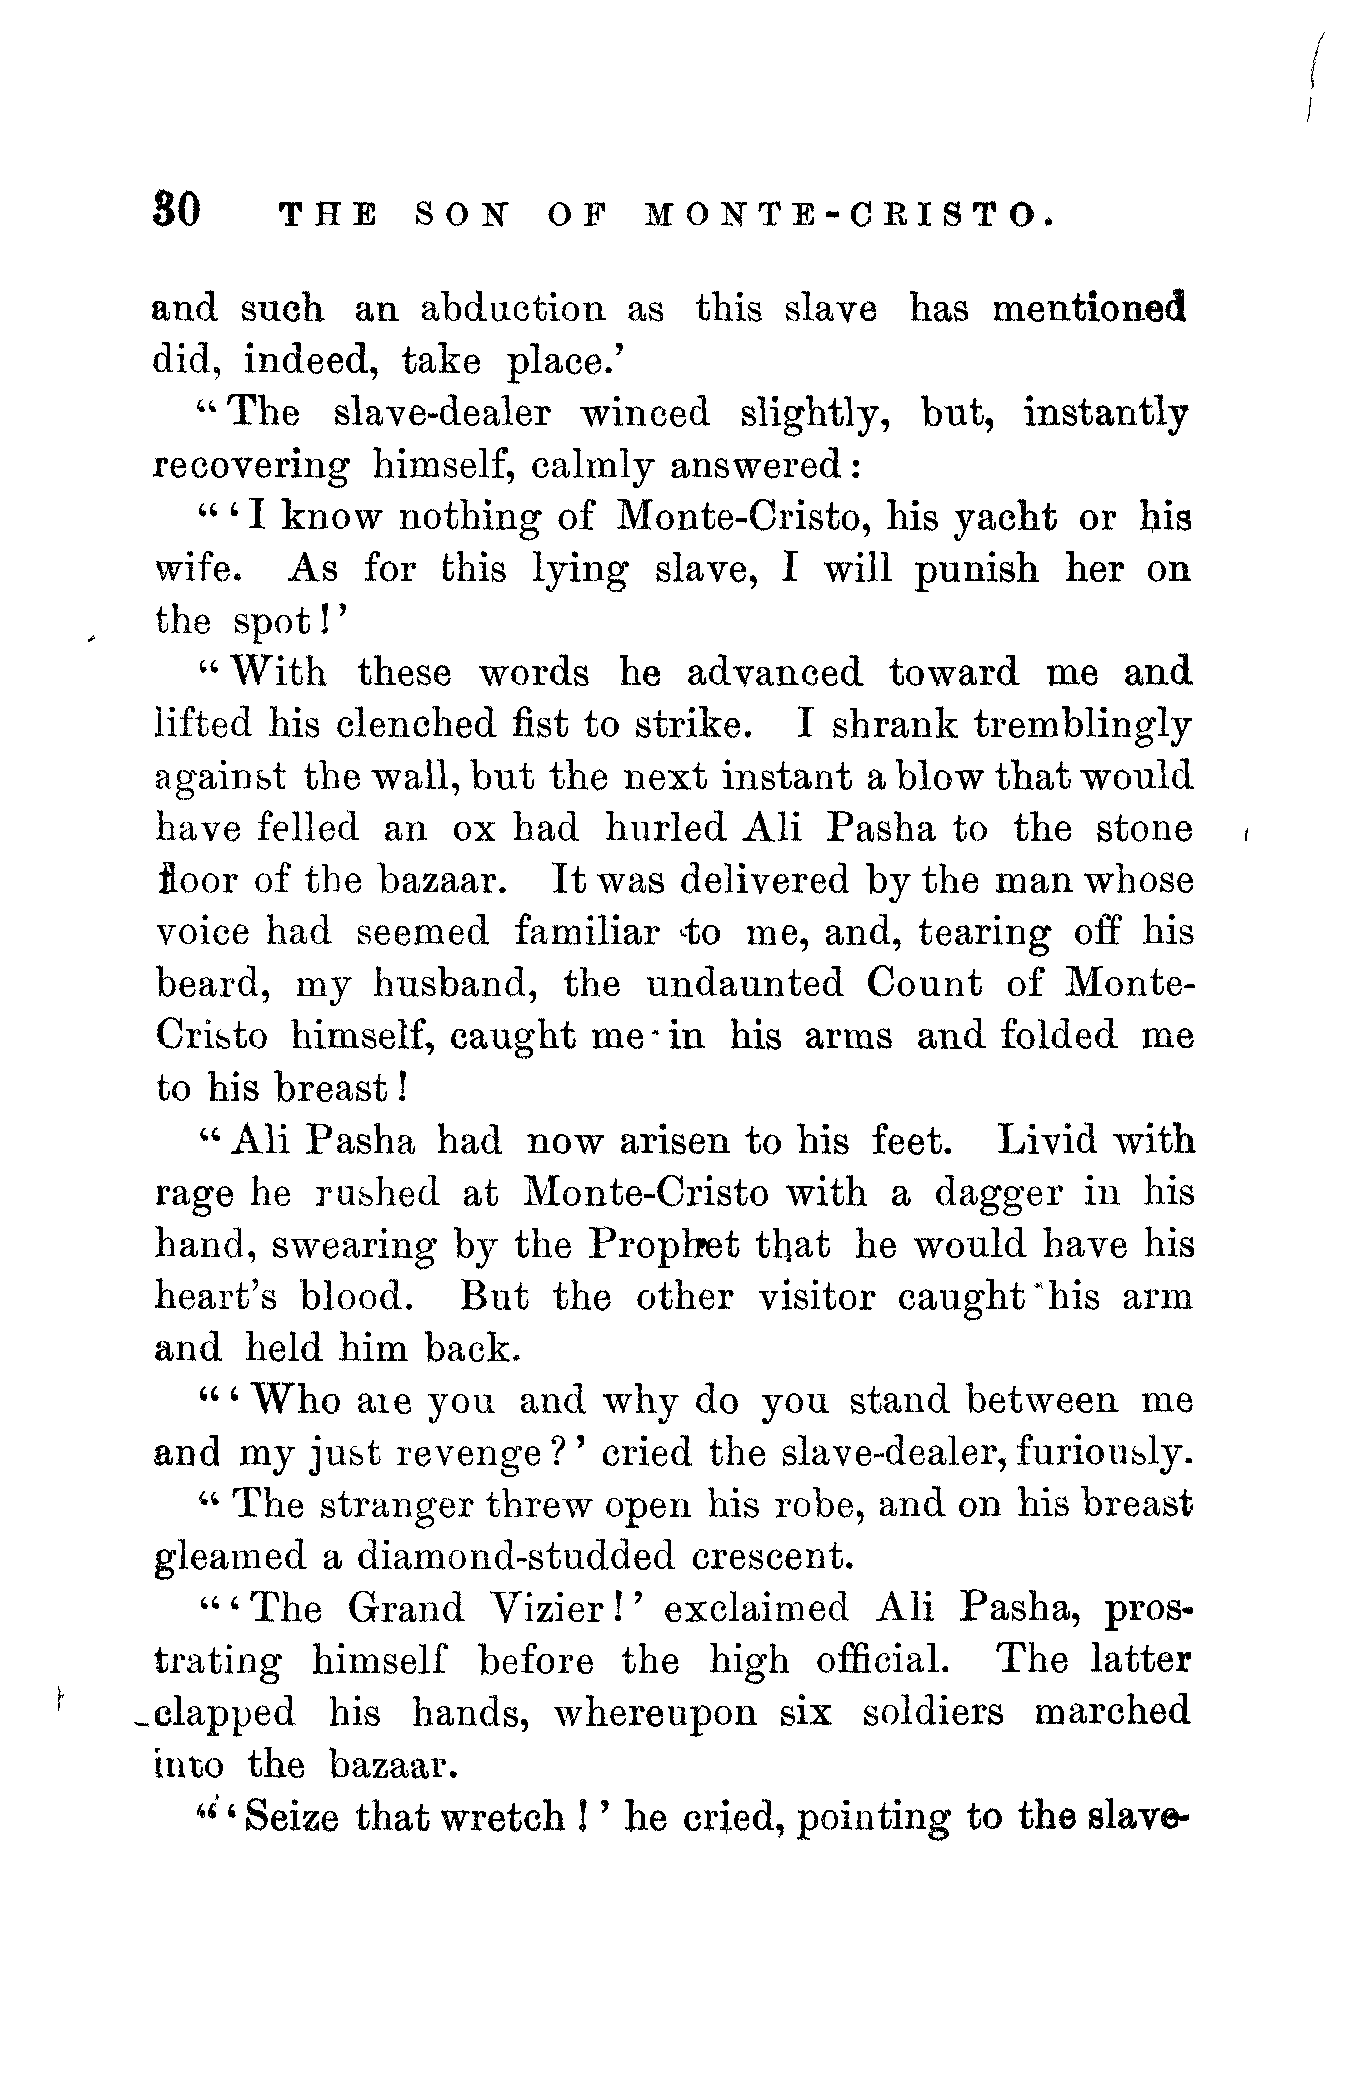 30 THE SON OF MONTE-CRISTO.
and such an abduction as this slave has mentioned
did, indeed, take place.’
“The slave-dealer winced slightly, but, instantly
recovering himself, calmly answered:
“‘I know nothing of Monte-Cristo, his yacht or his
wife. As for this lying slave, I will punish her on
the spot!’
“With these words he advanced toward me and
lifted his clenched fist to strike. I shrank tremblingly
against the wall, but the next instant a blow that would
have felled an ox had hurled Ali Pasha to the stone
floor of the bazaar. It was delivered by the man whose
voice had seemed familiar to me, and, tearing off his
beard, my husband, the undaunted Count of Monte-
Cristo himself, caught me in his arms and folded me
to his breast!
“Ali Pasha had now arisen to his feet. Livid with
rage he rushed at Monte-Cristo with a dagger in his
hand, swearing by the Prophet that he would have his
heart’s blood. But the other visitor caught his arm
and held him back.
“‘Who are you and why do you stand between me
and my just revenge?’ cried the slave-dealer, furiously.
“The stranger threw open his robe, and on his breast
gleamed a diamond-studded crescent.
“‘The Grand Vizier!’ exclaimed Ali Pasha, pros-
trating himself before the high official. The latter
clapped his hands, whereupon six soldiers marched
into the bazaar.
“‘Seize that wretch!’ he cried, pointing to the slave-